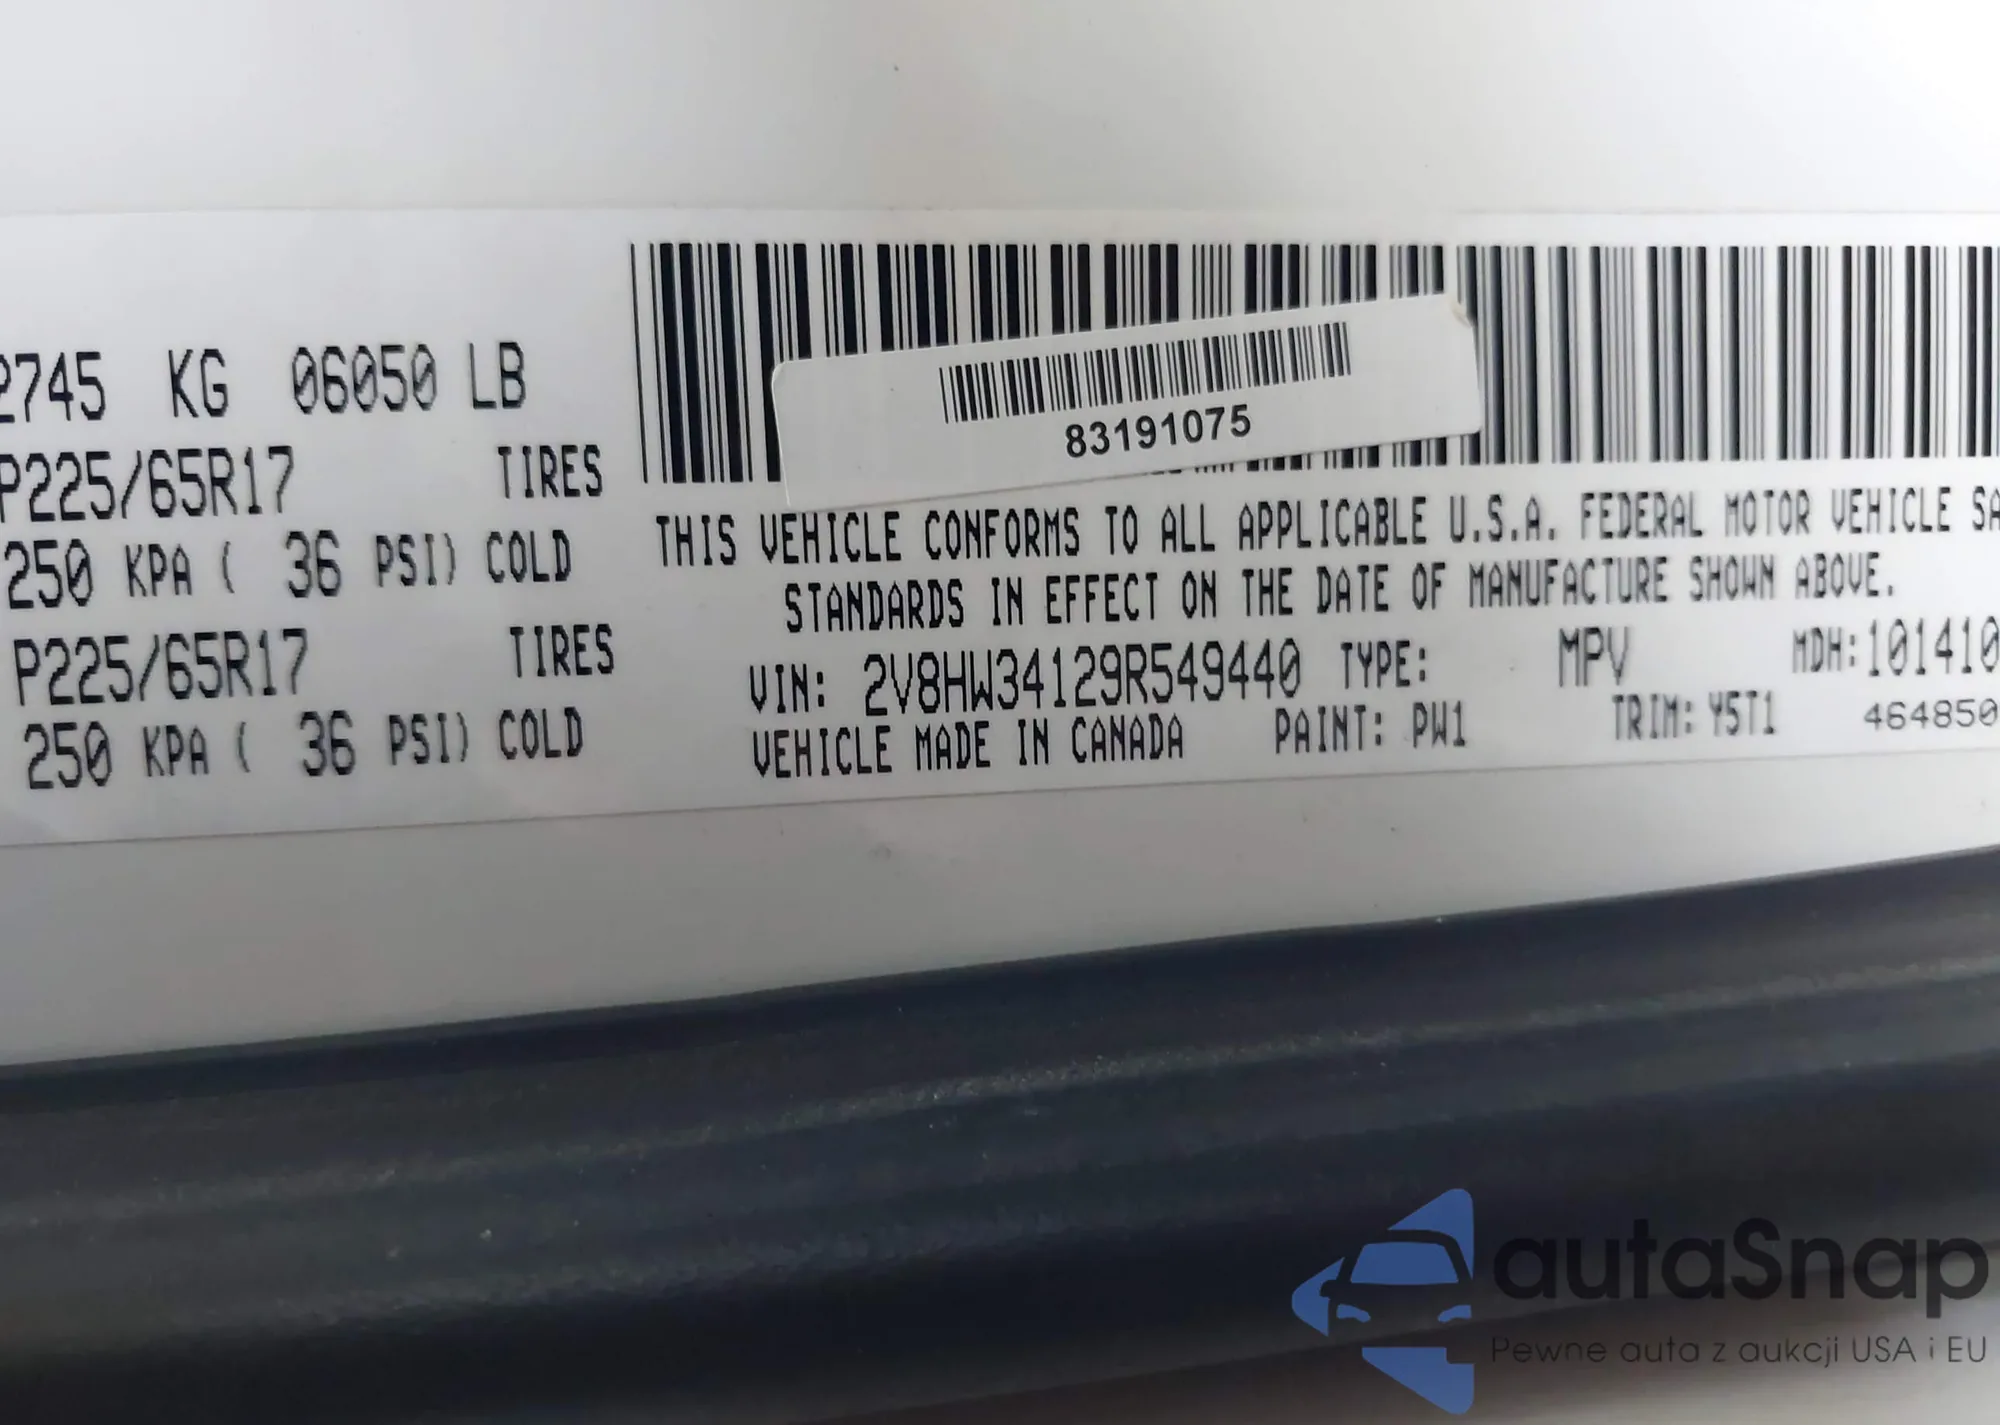 2745 KG 06050 LB
P225/65R17 TIRES
250 KPA ( 36 PSI) COLD
P225/65R17 TIRES
250 KPA ( 36 PSI) COLD
83191075
THIS VEHICLE CONFORMS TO ALL APPLICABLE U.S.A. FEDERAL MOTOR VEHICLE SA
STANDARDS IN EFFECT ON THE DATE OF MANUFACTURE SHOWN ABOVE.
VIN: 2V8HW34129R549440 TYPE: MPV MDH:101410
VEHICLE MADE IN CANADA PAINT: PW1 TRIM: Y5T1 464850
autaSnap
Pewne auta z aukcji USA i EU